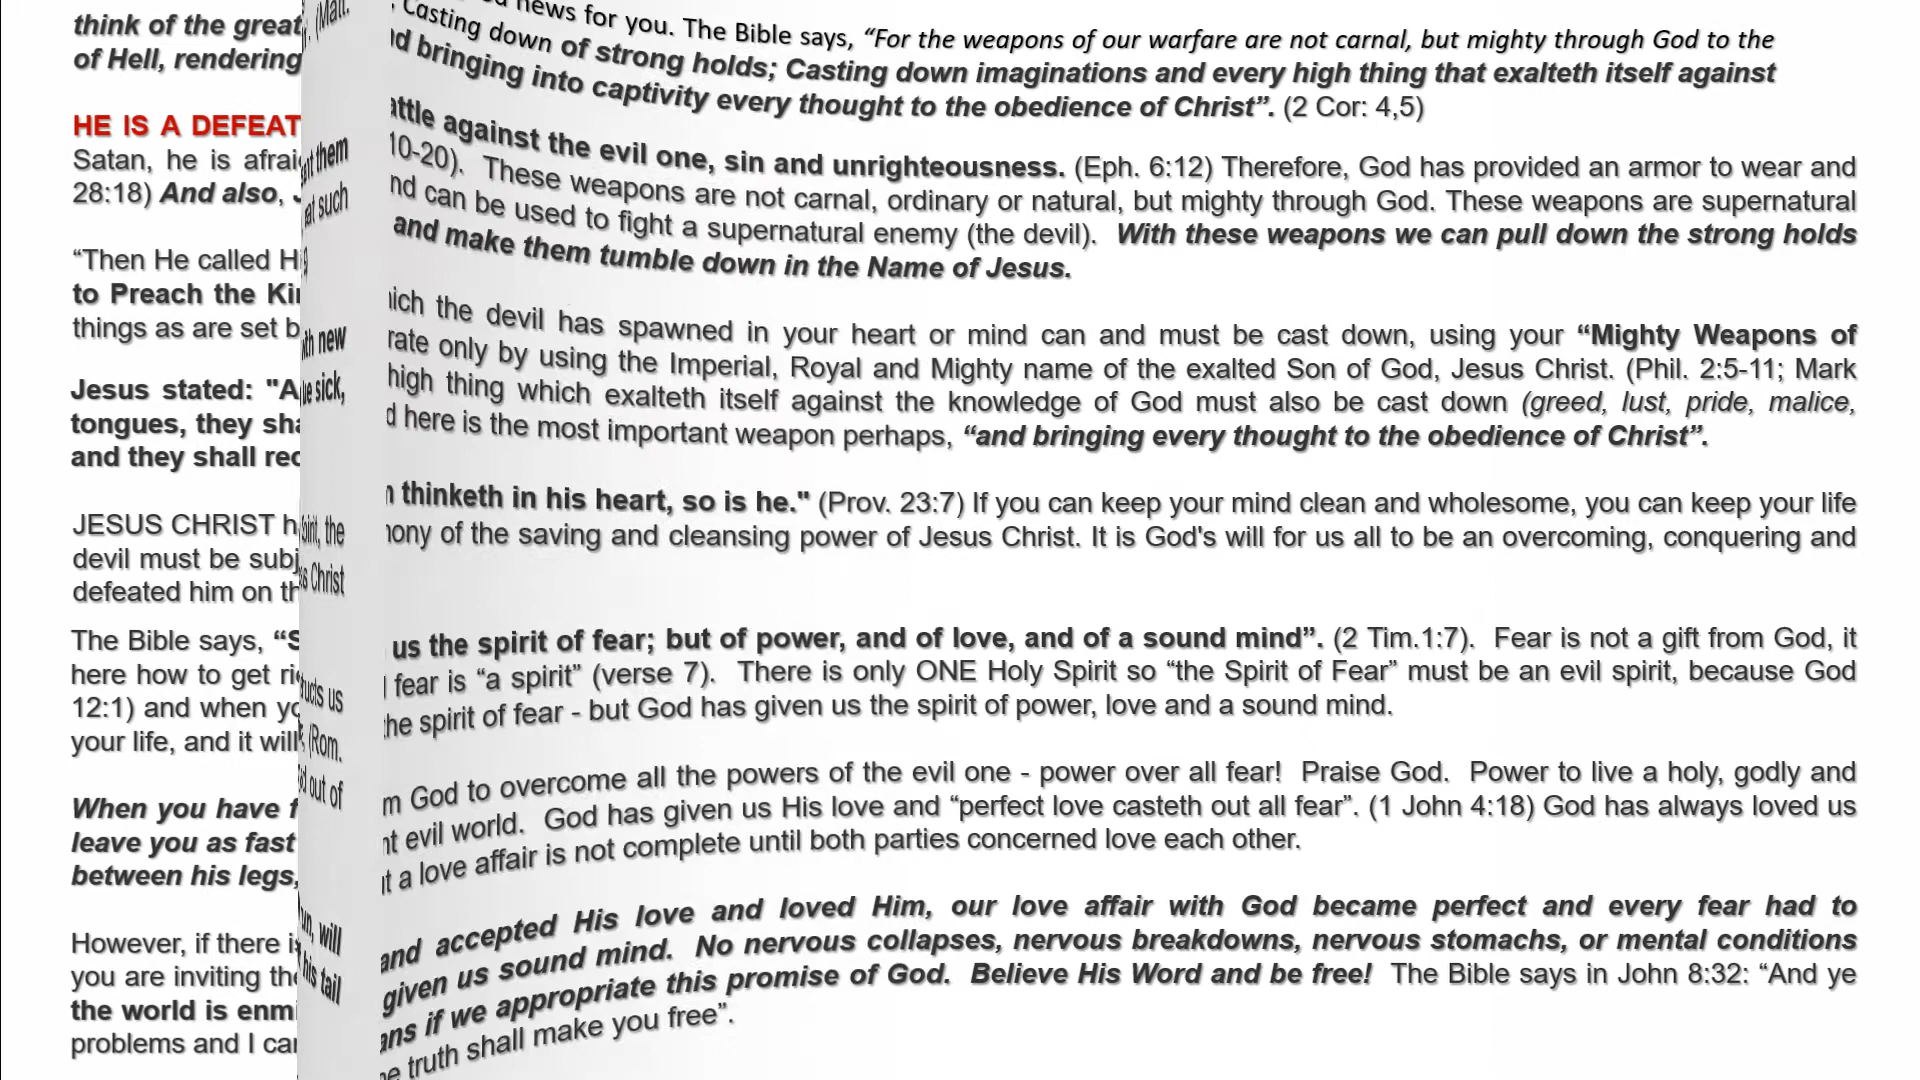 think of the great
of Hell, rendering
HE IS A DEFEAT
Satan, he is afrai
28:18) And also,
“Then He called H
to Preach the Ki
things as are set b
Jesus stated: "A
tongues, they sha
and they shall rec
JESUS CHRIST h
devil must be subj
defeated him on th
The Bible says, “S
here how to get ri
12:1) and when yo
your life, and it will
When you have f
leave you as fast
between his legs,
However, if there i
you are inviting the
the world is enmi
problems and I ca
(Matt.
them
such
new
sick,
the
Christ
us
(Rom.
out of
will
his tail
news for you. The Bible says, “For the weapons of our warfare are not carnal, but mighty through God to the
Casting down of strong holds; Casting down imaginations and every high thing that exalteth itself against
bringing into captivity every thought to the obedience of Christ”. (2 Cor: 4,5)
attle against the evil one, sin and unrighteousness. (Eph. 6:12) Therefore, God has provided an armor to wear and
10-20). These weapons are not carnal, ordinary or natural, but mighty through God. These weapons are supernatural
nd can be used to fight a supernatural enemy (the devil). With these weapons we can pull down the strong holds
and make them tumble down in the Name of Jesus.
ich the devil has spawned in your heart or mind can and must be cast down, using your “Mighty Weapons of
rate only by using the Imperial, Royal and Mighty name of the exalted Son of God, Jesus Christ. (Phil. 2:5-11; Mark
high thing which exalteth itself against the knowledge of God must also be cast down (greed, lust, pride, malice,
d here is the most important weapon perhaps, “and bringing every thought to the obedience of Christ”.
thinketh in his heart, so is he." (Prov. 23:7) If you can keep your mind clean and wholesome, you can keep your life
ony of the saving and cleansing power of Jesus Christ. It is God's will for us all to be an overcoming, conquering and
us the spirit of fear; but of power, and of love, and of a sound mind”. (2 Tim.1:7). Fear is not a gift from God, it
fear is “a spirit” (verse 7). There is only ONE Holy Spirit so “the Spirit of Fear” must be an evil spirit, because God
the spirit of fear - but God has given us the spirit of power, love and a sound mind.
m God to overcome all the powers of the evil one - power over all fear! Praise God. Power to live a holy, godly and
nt evil world. God has given us His love and “perfect love casteth out all fear”. (1 John 4:18) God has always loved us
a love affair is not complete until both parties concerned love each other.
and accepted His love and loved Him, our love affair with God became perfect and every fear had to
given us sound mind. No nervous collapses, nervous breakdowns, nervous stomachs, or mental conditions
ans if we appropriate this promise of God. Believe His Word and be free! The Bible says in John 8:32: “And ye
truth shall make you free”.